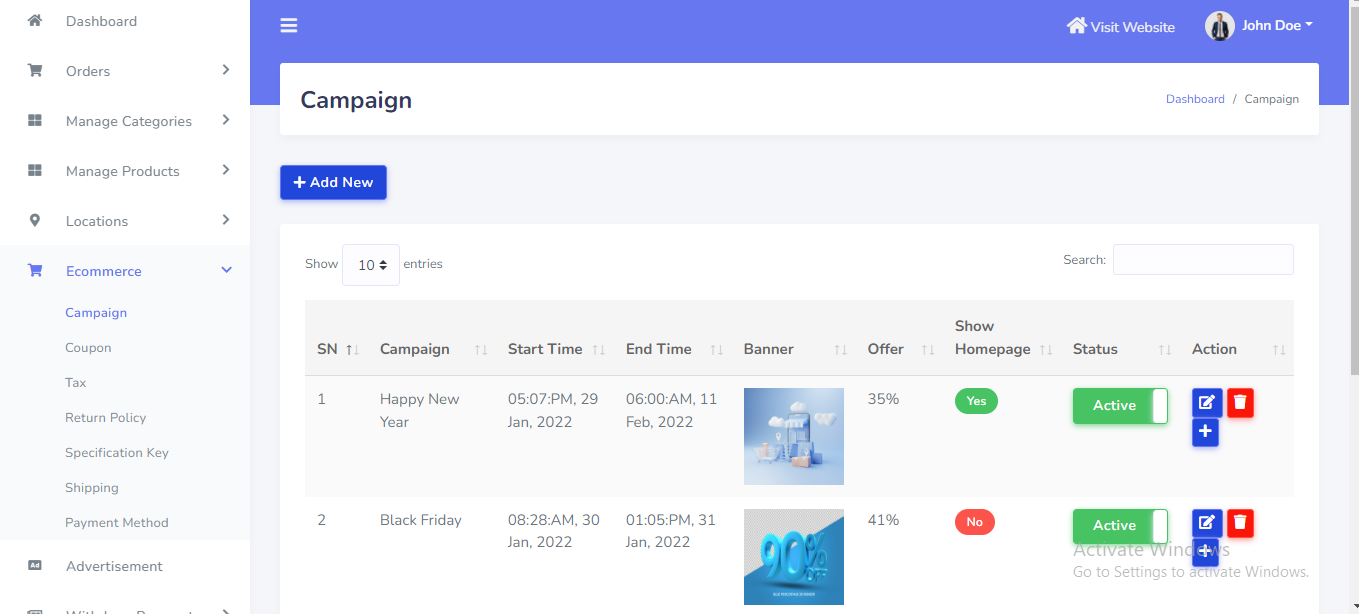 Dashboard
Orders
Manage Categories
Manage Products
Locations
Ecommerce
Campaign
Coupon
Tax
Return Policy
Specification Key
Shipping
Payment Method
Advertisement
Visit Website
John Doe
Campaign
Dashboard / Campaign
+ Add New
Show 10 entries
Search:
SN Campaign Start Time End Time Banner Offer Show Homepage Status Action
1 Happy New Year 05:07:PM, 29 Jan, 2022 06:00:AM, 11 Feb, 2022 35% Yes Active
2 Black Friday 08:28:AM, 30 Jan, 2022 01:05:PM, 31 Jan, 2022 41% No Active
90% OFF
Activate Windows
Go to Settings to activate Windows.